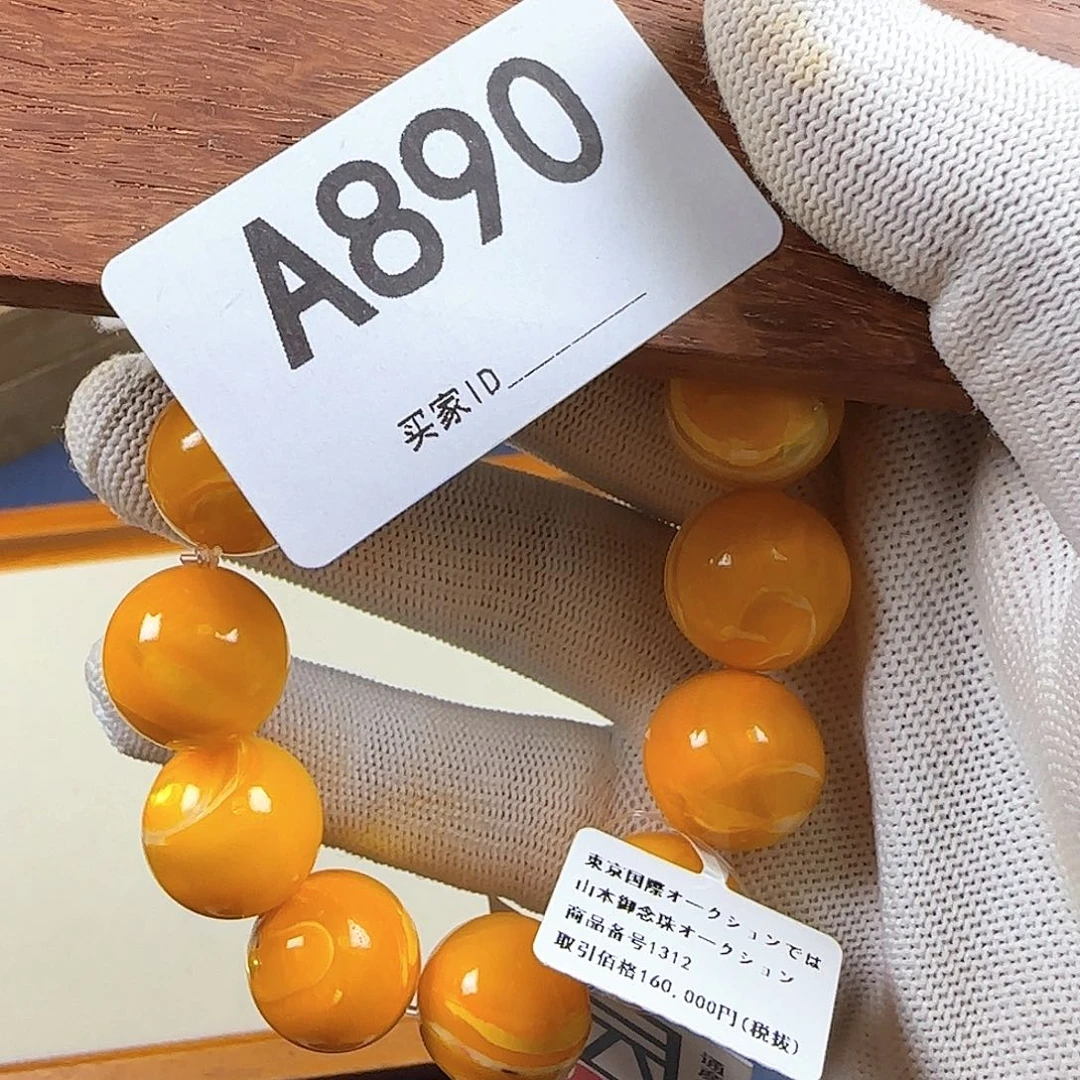 A890
买家ID
東京国際オークションでは
山木御念珠オークション
商品备号1312
取引佰格160,000円(税抜)